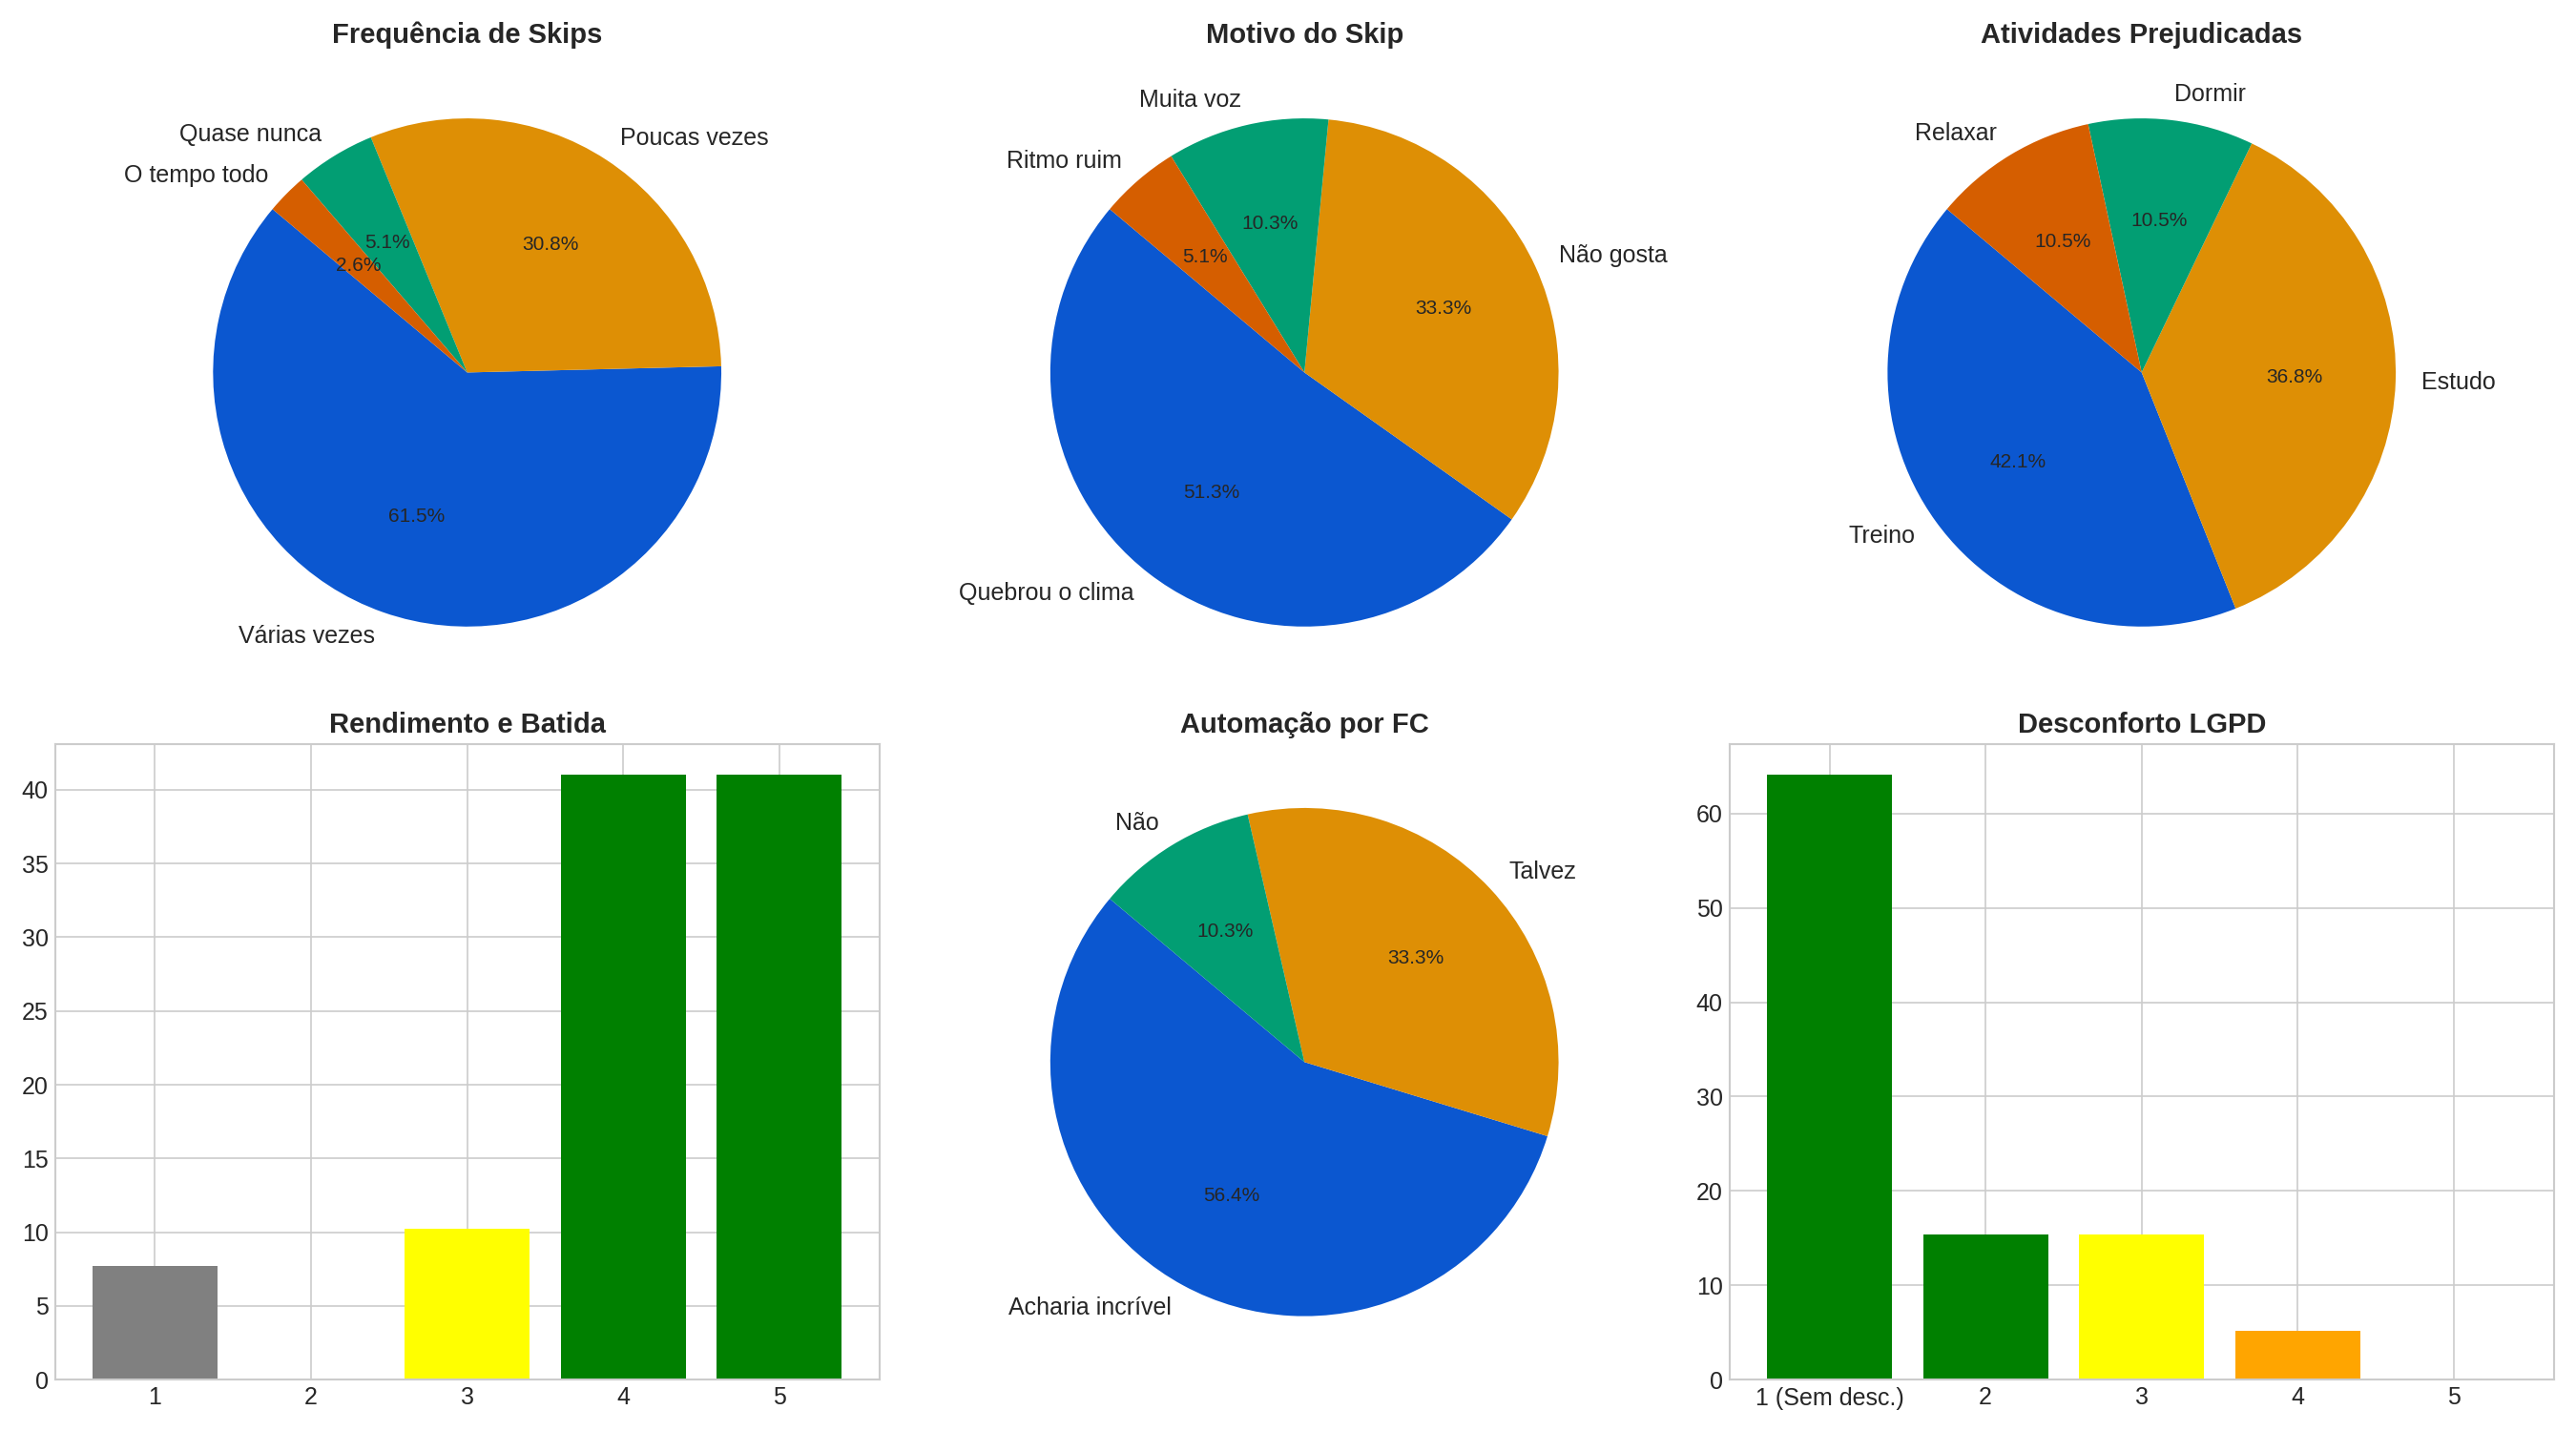 Frequência de Skips
Quase nunca
Poucas vezes
O tempo todo
5.1%
30.8%
2.6%
61.5%
Várias vezes
Motivo do Skip
Muita voz
Ritmo ruim
10.3%
Não gosta
5.1%
33.3%
51.3%
Quebrou o clima
Atividades Prejudicadas
Dormir
Relaxar
10.5%
10.5%
36.8%
Estudo
42.1%
Treino
Rendimento e Batida
40
35
30
25
20
15
10
5
0
1 2 3 4 5
Automação por FC
Não
Talvez
10.3%
33.3%
56.4%
Acharia incrível
Desconforto LGPD
60
50
40
30
20
10
0
1 (Sem desc.) 2 3 4 5